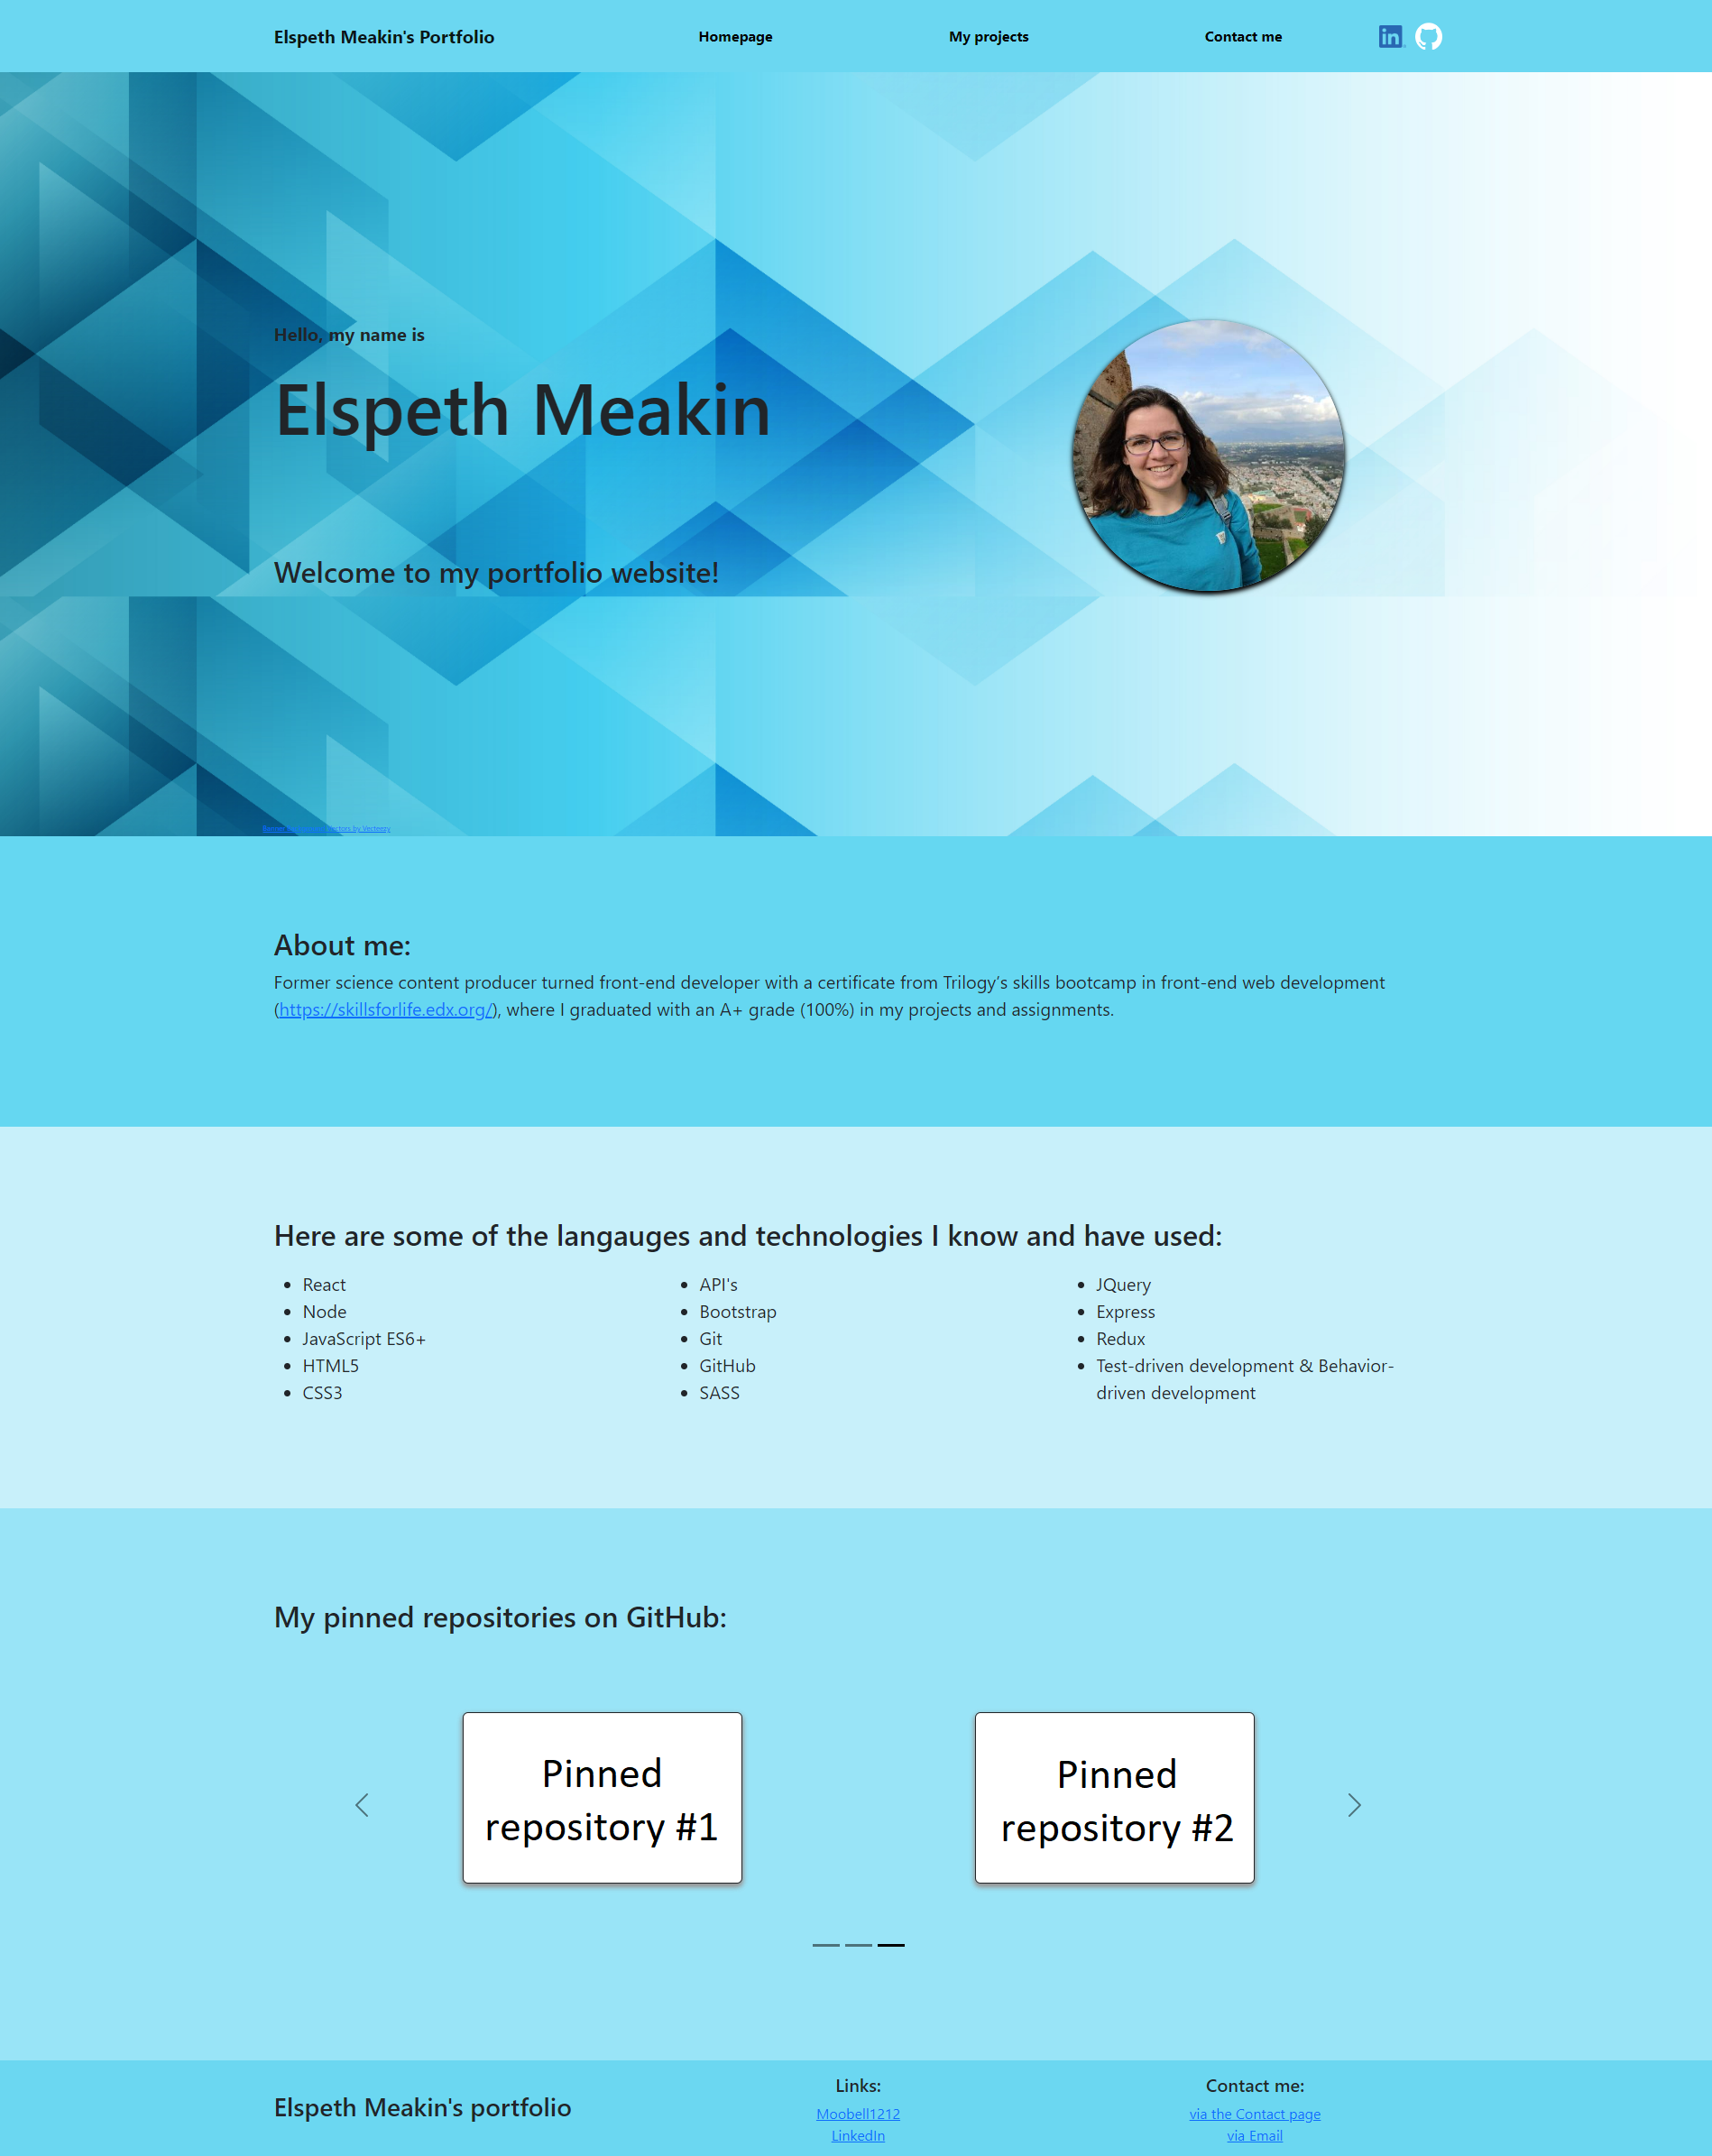 Elspeth Meakin's Portfolio
Homepage
My projects
Contact me
in
Hello, my name is
Elspeth Meakin
Welcome to my portfolio website!
vectors by Vecteezy
About me:
Former science content producer turned front-end developer with a certificate from Trilogy’s skills bootcamp in front-end web development
(https://skillsforlife.edx.org/), where I graduated with an A+ grade (100%) in my projects and assignments.
Here are some of the langauges and technologies I know and have used:
React
Node
JavaScript ES6+
HTML5
CSS3
API's
Bootstrap
Git
GitHub
SASS
JQuery
Express
Redux
Test-driven development & Behavior-
driven development
My pinned repositories on GitHub:
Pinned
repository #1
Pinned
repository #2
Elspeth Meakin's portfolio
Links:
Moobell1212
LinkedIn
Contact me:
via the Contact page
via Email